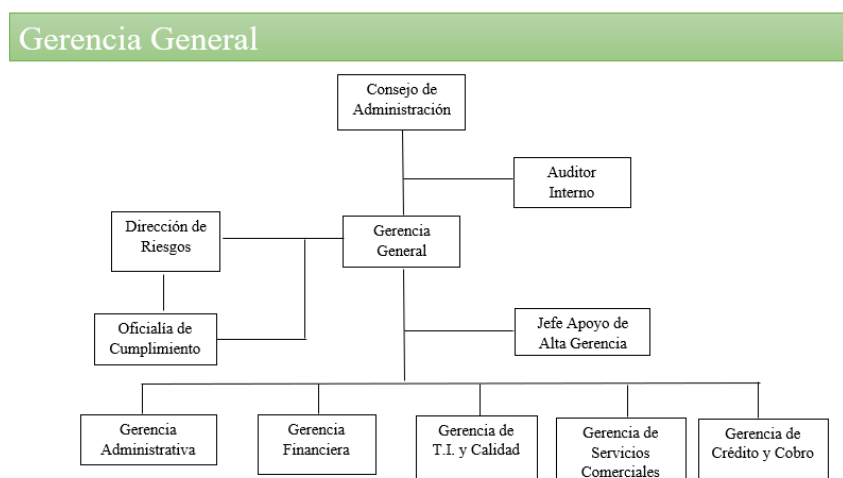 Gerencia General
Consejo de
Administración
Auditor
Interno
Dirección de
Riesgos
Gerencia
General
Oficialía de
Cumplimiento
Jefe Apoyo de
Alta Gerencia
Gerencia
Administrativa
Gerencia
Financiera
Gerencia de
T.I. y Calidad
Gerencia de
Servicios
Comerciales
Gerencia de
Crédito y Cobro